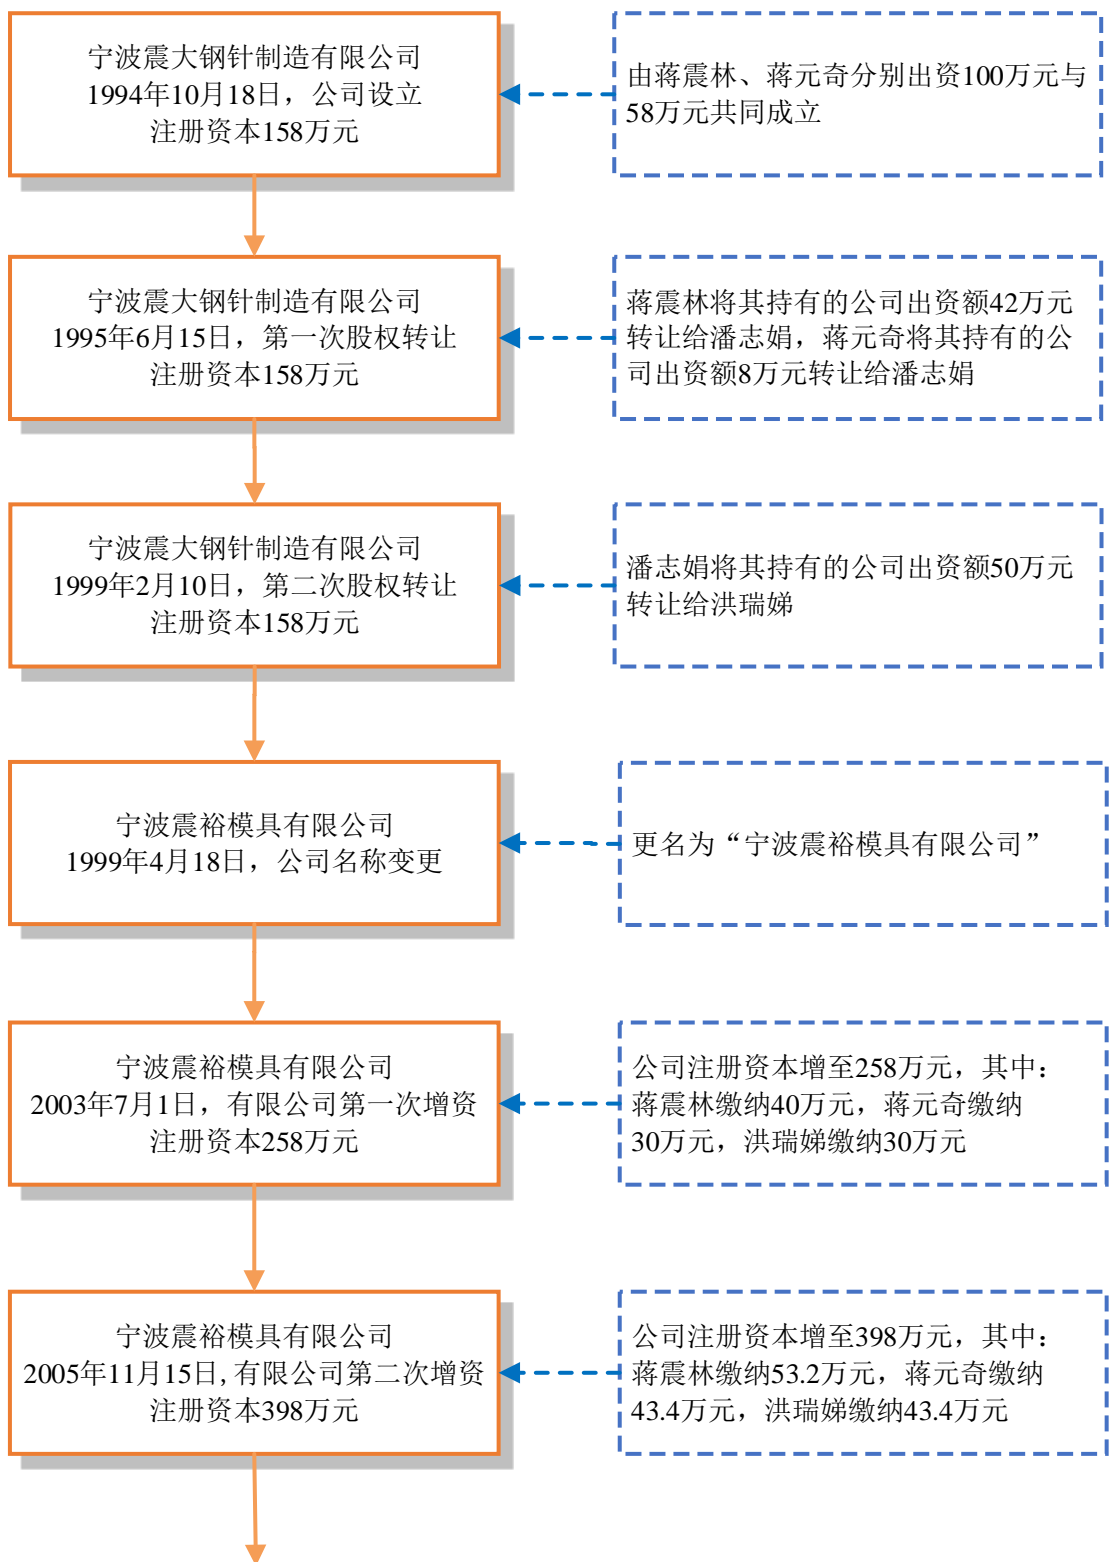 宁波震大钢针制造有限公司
1994年10月18日，公司设立
注册资本158万元
由蒋震林、蒋元奇分别出资100万元与
58万元共同成立
宁波震大钢针制造有限公司
1995年6月15日，第一次股权转让
注册资本158万元
蒋震林将其持有的公司出资额42万元
转让给潘志娟，蒋元奇将其持有的公
司出资额8万元转让给潘志娟
宁波震大钢针制造有限公司
1999年2月10日，第二次股权转让
注册资本158万元
潘志娟将其持有的公司出资额50万元
转让给洪瑞娣
宁波震裕模具有限公司
1999年4月18日，公司名称变更
更名为“宁波震裕模具有限公司”
宁波震裕模具有限公司
2003年7月1日，有限公司第一次增资
注册资本258万元
公司注册资本增至258万元，其中：
蒋震林缴纳40万元，蒋元奇缴纳
30万元，洪瑞娣缴纳30万元
宁波震裕模具有限公司
2005年11月15日,有限公司第二次增资
注册资本398万元
公司注册资本增至398万元，其中：
蒋震林缴纳53.2万元，蒋元奇缴纳
43.4万元，洪瑞娣缴纳43.4万元